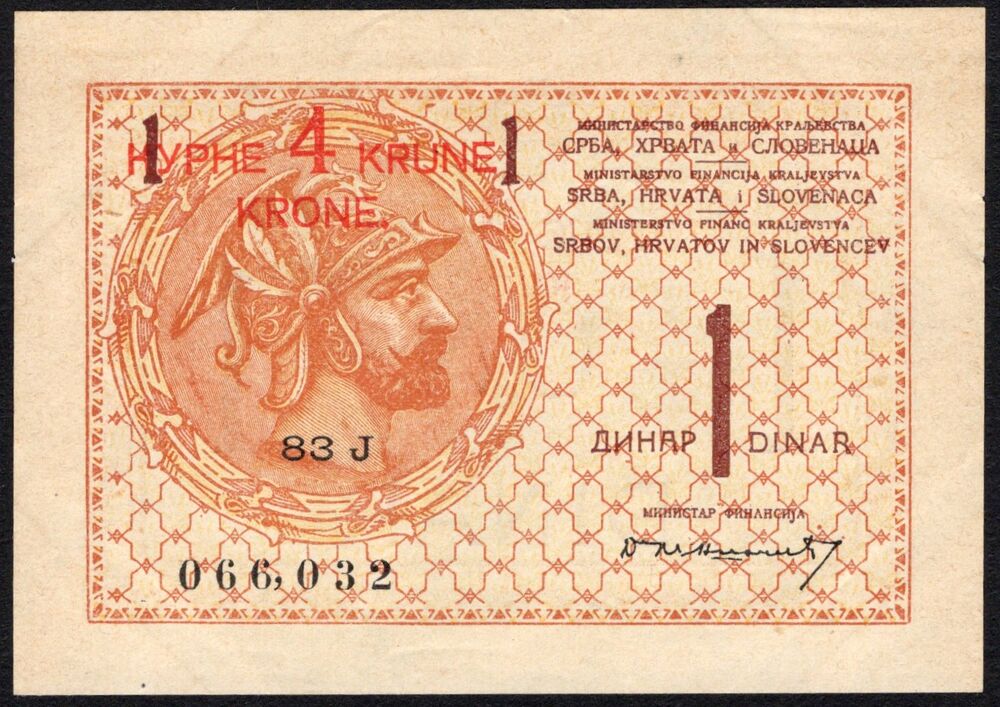 1 КУРНЕ 4 KRUNE 1
KRONE.
МИНИСТАРСТВО ФИНАНСИЈА КРАЉЕВСТВА
СРБА, ХРВАТА и СЛОВЕНАЦА
MINISTARSTVO FINANCIJA KRALJEVSTVA
SRBA, HRVATA i SLOVENACA
MINISTERSTVO FINANC KRALJEVSTVA
SRBOV, HRVATOV IN SLOVENCEV
83 J
ДИНАР 1 DINAR
МИНИСТАР ФИНАНСИЈА
066,032